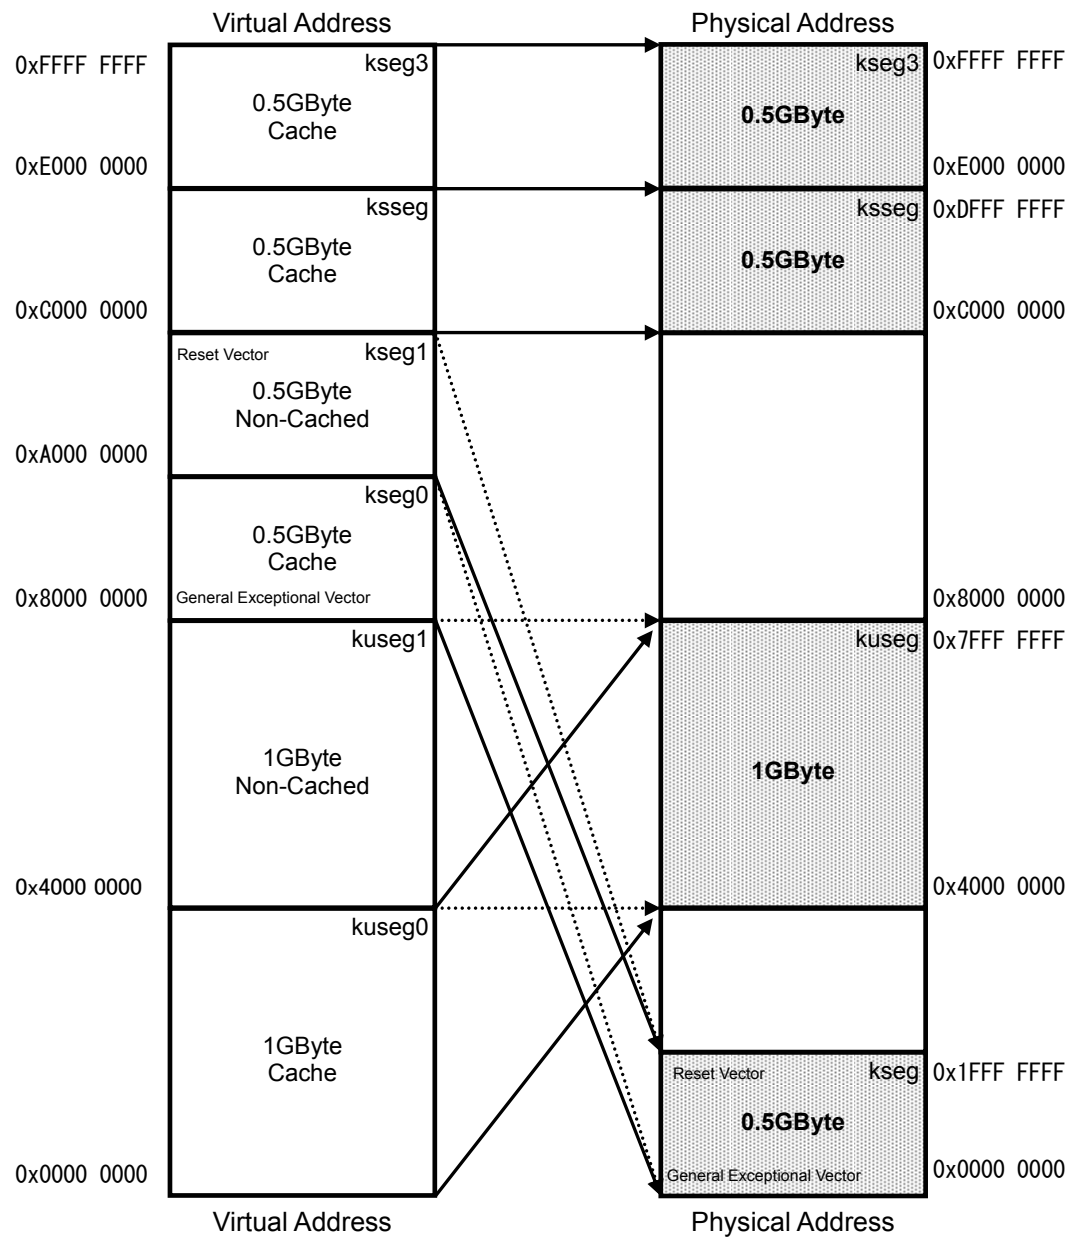 Virtual Address
Physical Address
0xFFFF FFFF
kseg3
0.5GByte
Cache
kseg3
0xFFFF FFFF
0.5GByte
0xE000 0000
0xE000 0000
ksseg
0.5GByte
Cache
ksseg
0xDFFF FFFF
0.5GByte
0xC000 0000
0xC000 0000
Reset Vector
kseg1
0.5GByte
Non-Cached
0xA000 0000
kseg0
0.5GByte
Cache
0x8000 0000
General Exceptional Vector
0x8000 0000
kuseg1
kuseg
0x7FFF FFFF
1GByte
Non-Cached
1GByte
0x4000 0000
0x4000 0000
kuseg0
1GByte
Cache
Reset Vector
kseg
0x1FFF FFFF
0.5GByte
0x0000 0000
General Exceptional Vector
0x0000 0000
Virtual Address
Physical Address